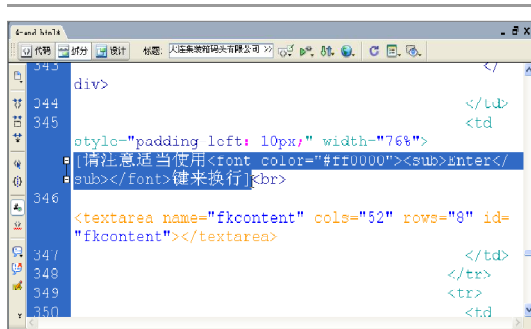 代码 拆分 设计 标题: 大连集装箱码头有限公司 >>
343 </
div>
344 </td>
345 <td
style="padding left: 10px;" width="76%">
[请注意适当使用<font color="#ff0000"><sub>Enter</
sub></font>键来换行]<br>
346
<textarea name="fkcontent" cols="52" rows="8" id=
"fkcontent"></textarea>
347 </td>
348 </tr>
349 <tr>
350 <td